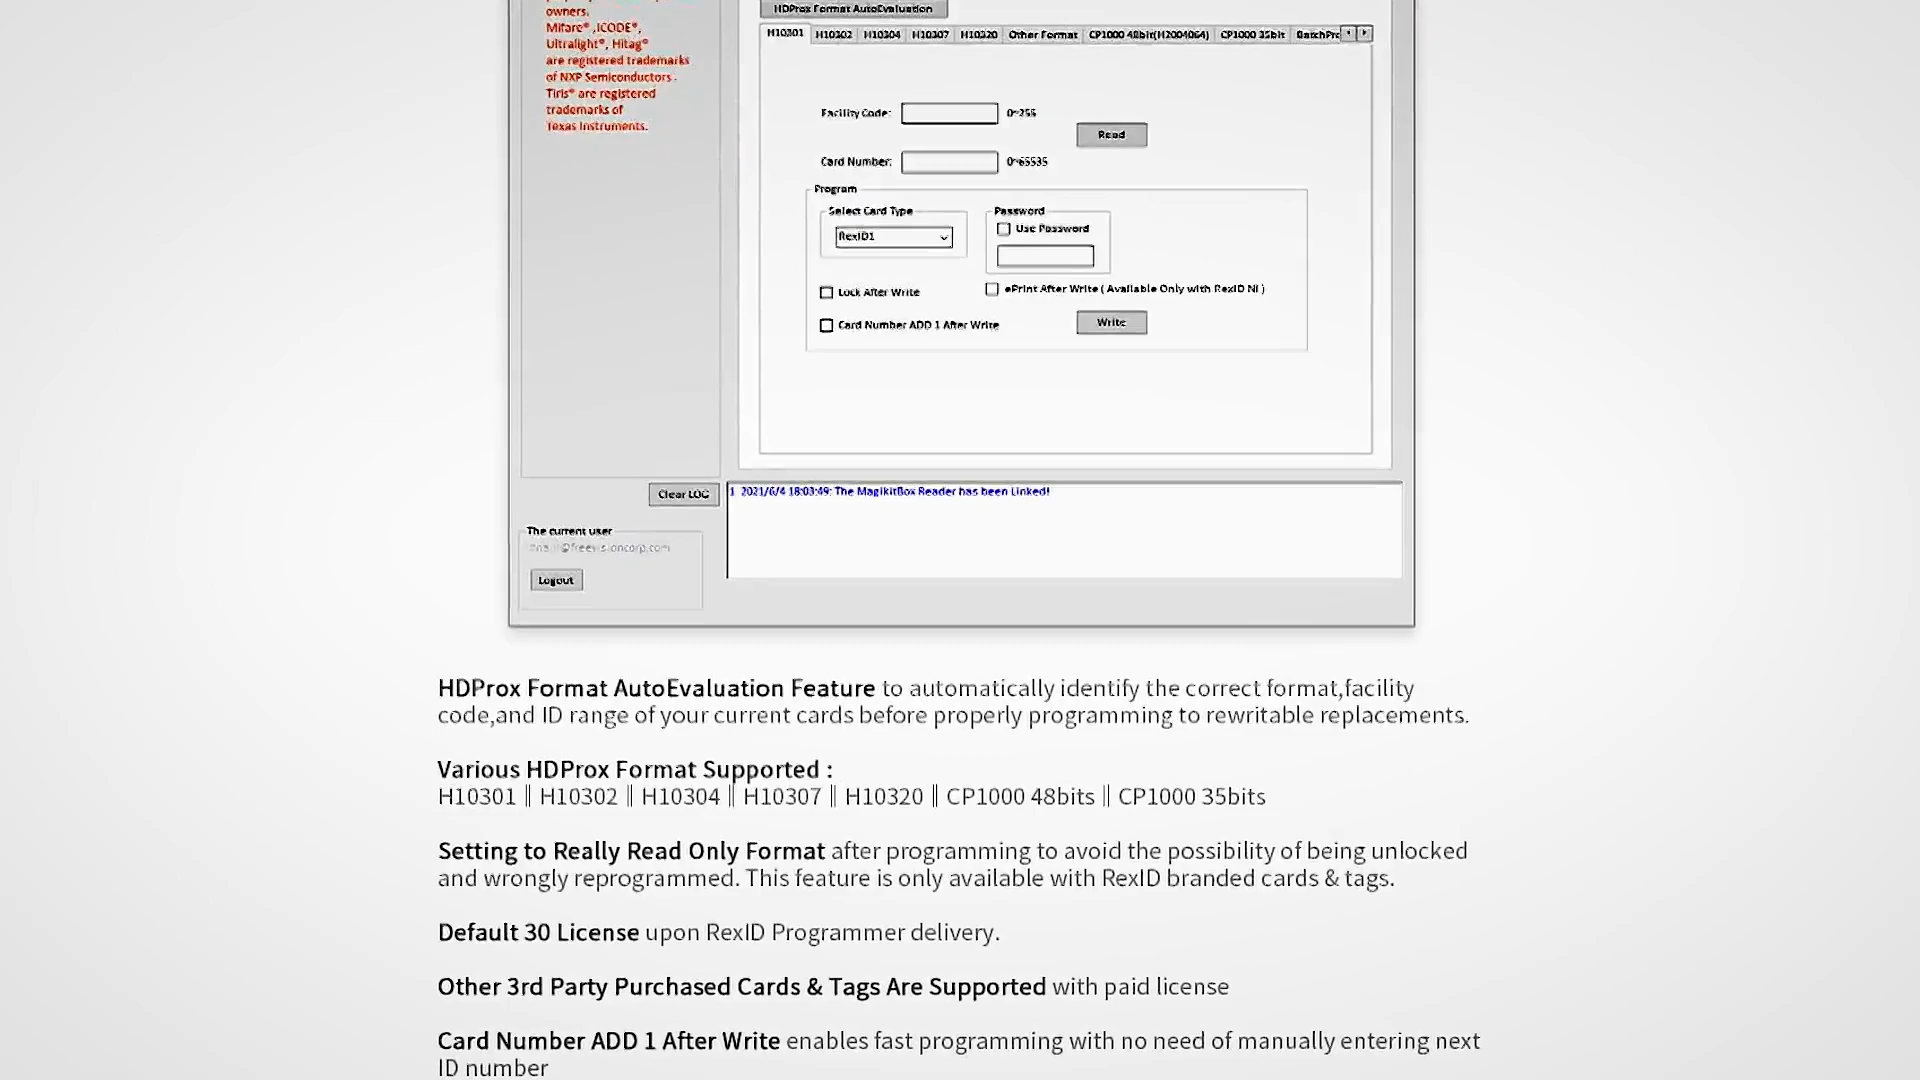 owners.
Mifare® ,ICODE®,
Ultralight®, Hitag®
are registered trademarks
of NXP Semiconductors .
Tiris® are registered
trademarks of
Texas Instruments.
HDProx Format AutoEvaluation
H10301 H10302 H10304 H10307 H10320 Other Format CP1000 48bit(H2004064) CP1000 35bit BatchPro
Facility Code: 0~255
Read
Card Number: 0~65535
Program
Select Card Type
Password
RexID1
Use Password
Lock After Write
ePrint After Write ( Available Only with RexID NI )
Card Number ADD 1 After Write
Write
Clear LOG
1 2021/6/4 18:03:49: The MagikitBox Reader has been Linked!
The current user
@freevisioncorp.com
Logout
HDProx Format AutoEvaluation Feature to automatically identify the correct format,facility
code,and ID range of your current cards before properly programming to rewritable replacements.
Various HDProx Format Supported :
H10301 ‖ H10302 ‖ H10304 ‖ H10307 ‖ H10320 ‖ CP1000 48bits ‖ CP1000 35bits
Setting to Really Read Only Format after programming to avoid the possibility of being unlocked
and wrongly reprogrammed. This feature is only available with RexID branded cards & tags.
Default 30 License upon RexID Programmer delivery.
Other 3rd Party Purchased Cards & Tags Are Supported with paid license
Card Number ADD 1 After Write enables fast programming with no need of manually entering next
ID number